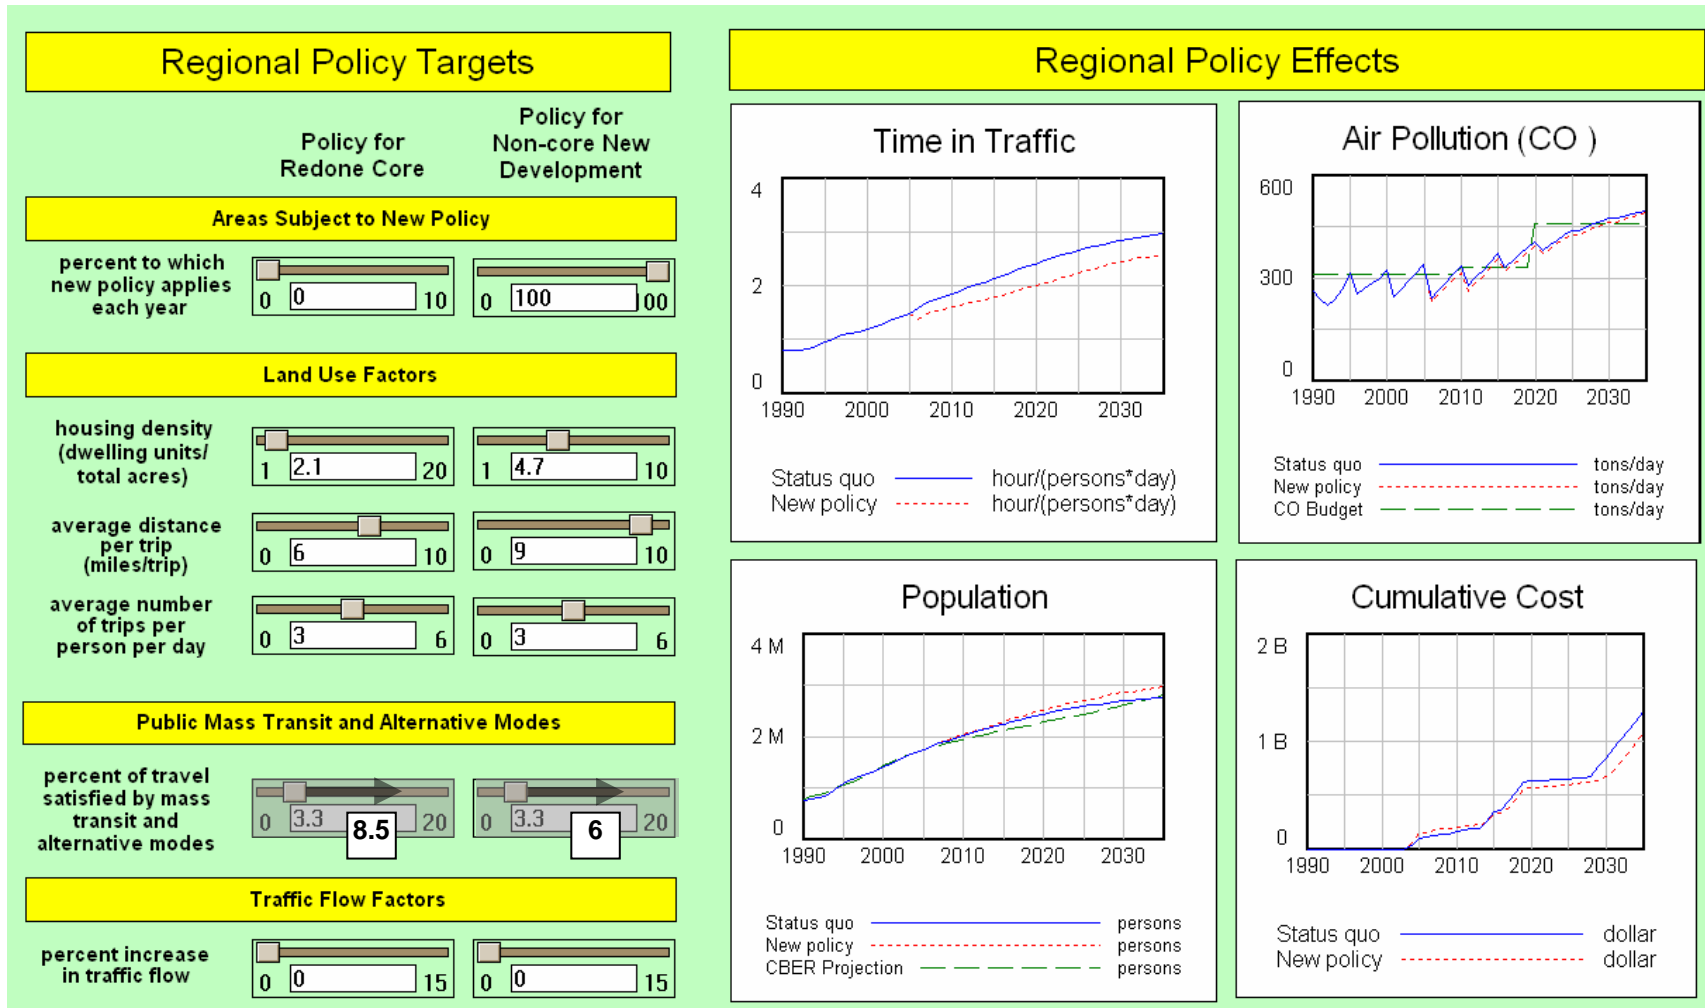 Regional Policy Targets
Policy for
Redone Core
Policy for
Non-core New
Development
Areas Subject to New Policy
percent to which
new policy applies
each year
0 0 10
0 100 100
Land Use Factors
housing density
(dwelling units/
total acres)
1 2.1 20
1 4.7 10
average distance
per trip
(miles/trip)
0 6 10
0 9 10
average number
of trips per
person per day
0 3 6
0 3 6
Public Mass Transit and Alternative Modes
percent of travel
satisfied by mass
transit and
alternative modes
0 3.3 8.5 20
0 3.3 6 20
Traffic Flow Factors
percent increase
in traffic flow
0 0 15
0 0 15
Regional Policy Effects
Time in Traffic
4
2
0
1990 2000 2010 2020 2030
Status quo hour/(persons*day)
New policy hour/(persons*day)
Air Pollution (CO )
600
300
0
1990 2000 2010 2020 2030
Status quo tons/day
New policy tons/day
CO Budget tons/day
Population
4 M
2 M
0
1990 2000 2010 2020 2030
Status quo persons
New policy persons
CBER Projection persons
Cumulative Cost
2 B
1 B
0
1990 2000 2010 2020 2030
Status quo dollar
New policy dollar